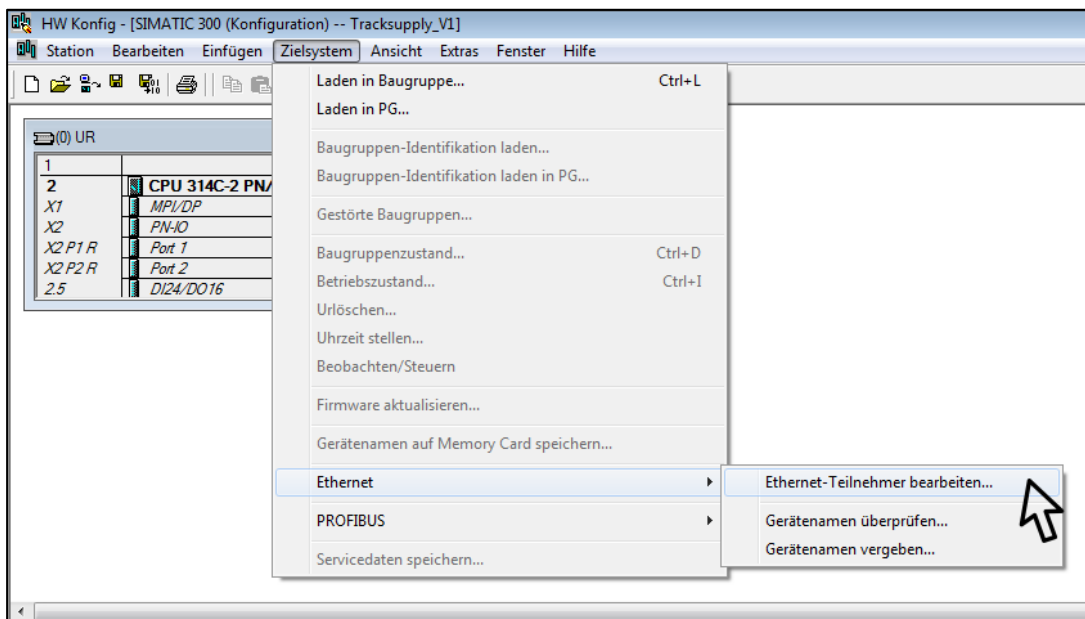 HW Konfig - [SIMATIC 300 (Konfiguration) -- Tracksupply_V1]
Station Bearbeiten Einfügen Zielsystem Ansicht Extras Fenster Hilfe
(0) UR
1
2 CPU 314C-2 PN/
X1 MPI/DP
X2 PN-IO
X2 P1 R Port 1
X2 P2 R Port 2
2.5 DI24/DO16
Laden in Baugruppe... Ctrl+L
Laden in PG...
Baugruppen-Identifikation laden...
Baugruppen-Identifikation laden in PG...
Gestörte Baugruppen...
Baugruppenzustand... Ctrl+D
Betriebszustand... Ctrl+I
Urlöschen...
Uhrzeit stellen...
Beobachten/Steuern
Firmware aktualisieren...
Gerätenamen auf Memory Card speichern...
Ethernet
PROFIBUS
Servicedaten speichern...
Ethernet-Teilnehmer bearbeiten...
Gerätenamen überprüfen...
Gerätenamen vergeben...